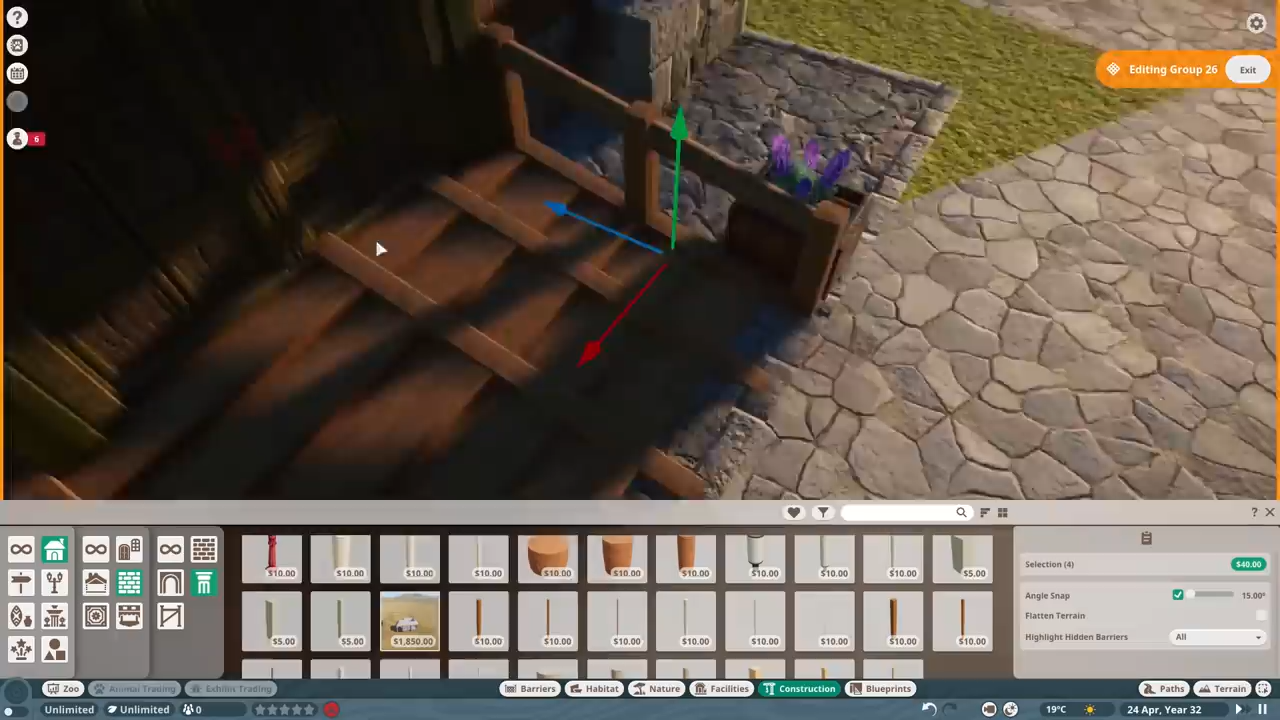 ?
Editing Group 26
Exit
6
?
$10.00 $10.00 $10.00 $10.00 $10.00 $10.00 $10.00 $10.00 $10.00 $10.00 $5.00
$5.00 $5.00 $1,850.00 $10.00 $10.00 $10.00 $10.00 $10.00 $10.00 $10.00 $10.00
Selection (4) $40.00
Angle Snap 15.00°
Flatten Terrain
Highlight Hidden Barriers All
Zoo Animal Trading Exhibit Trading Barriers Habitat Nature Facilities Construction Blueprints Paths Terrain
Unlimited Unlimited 0 19°C 24 Apr, Year 32